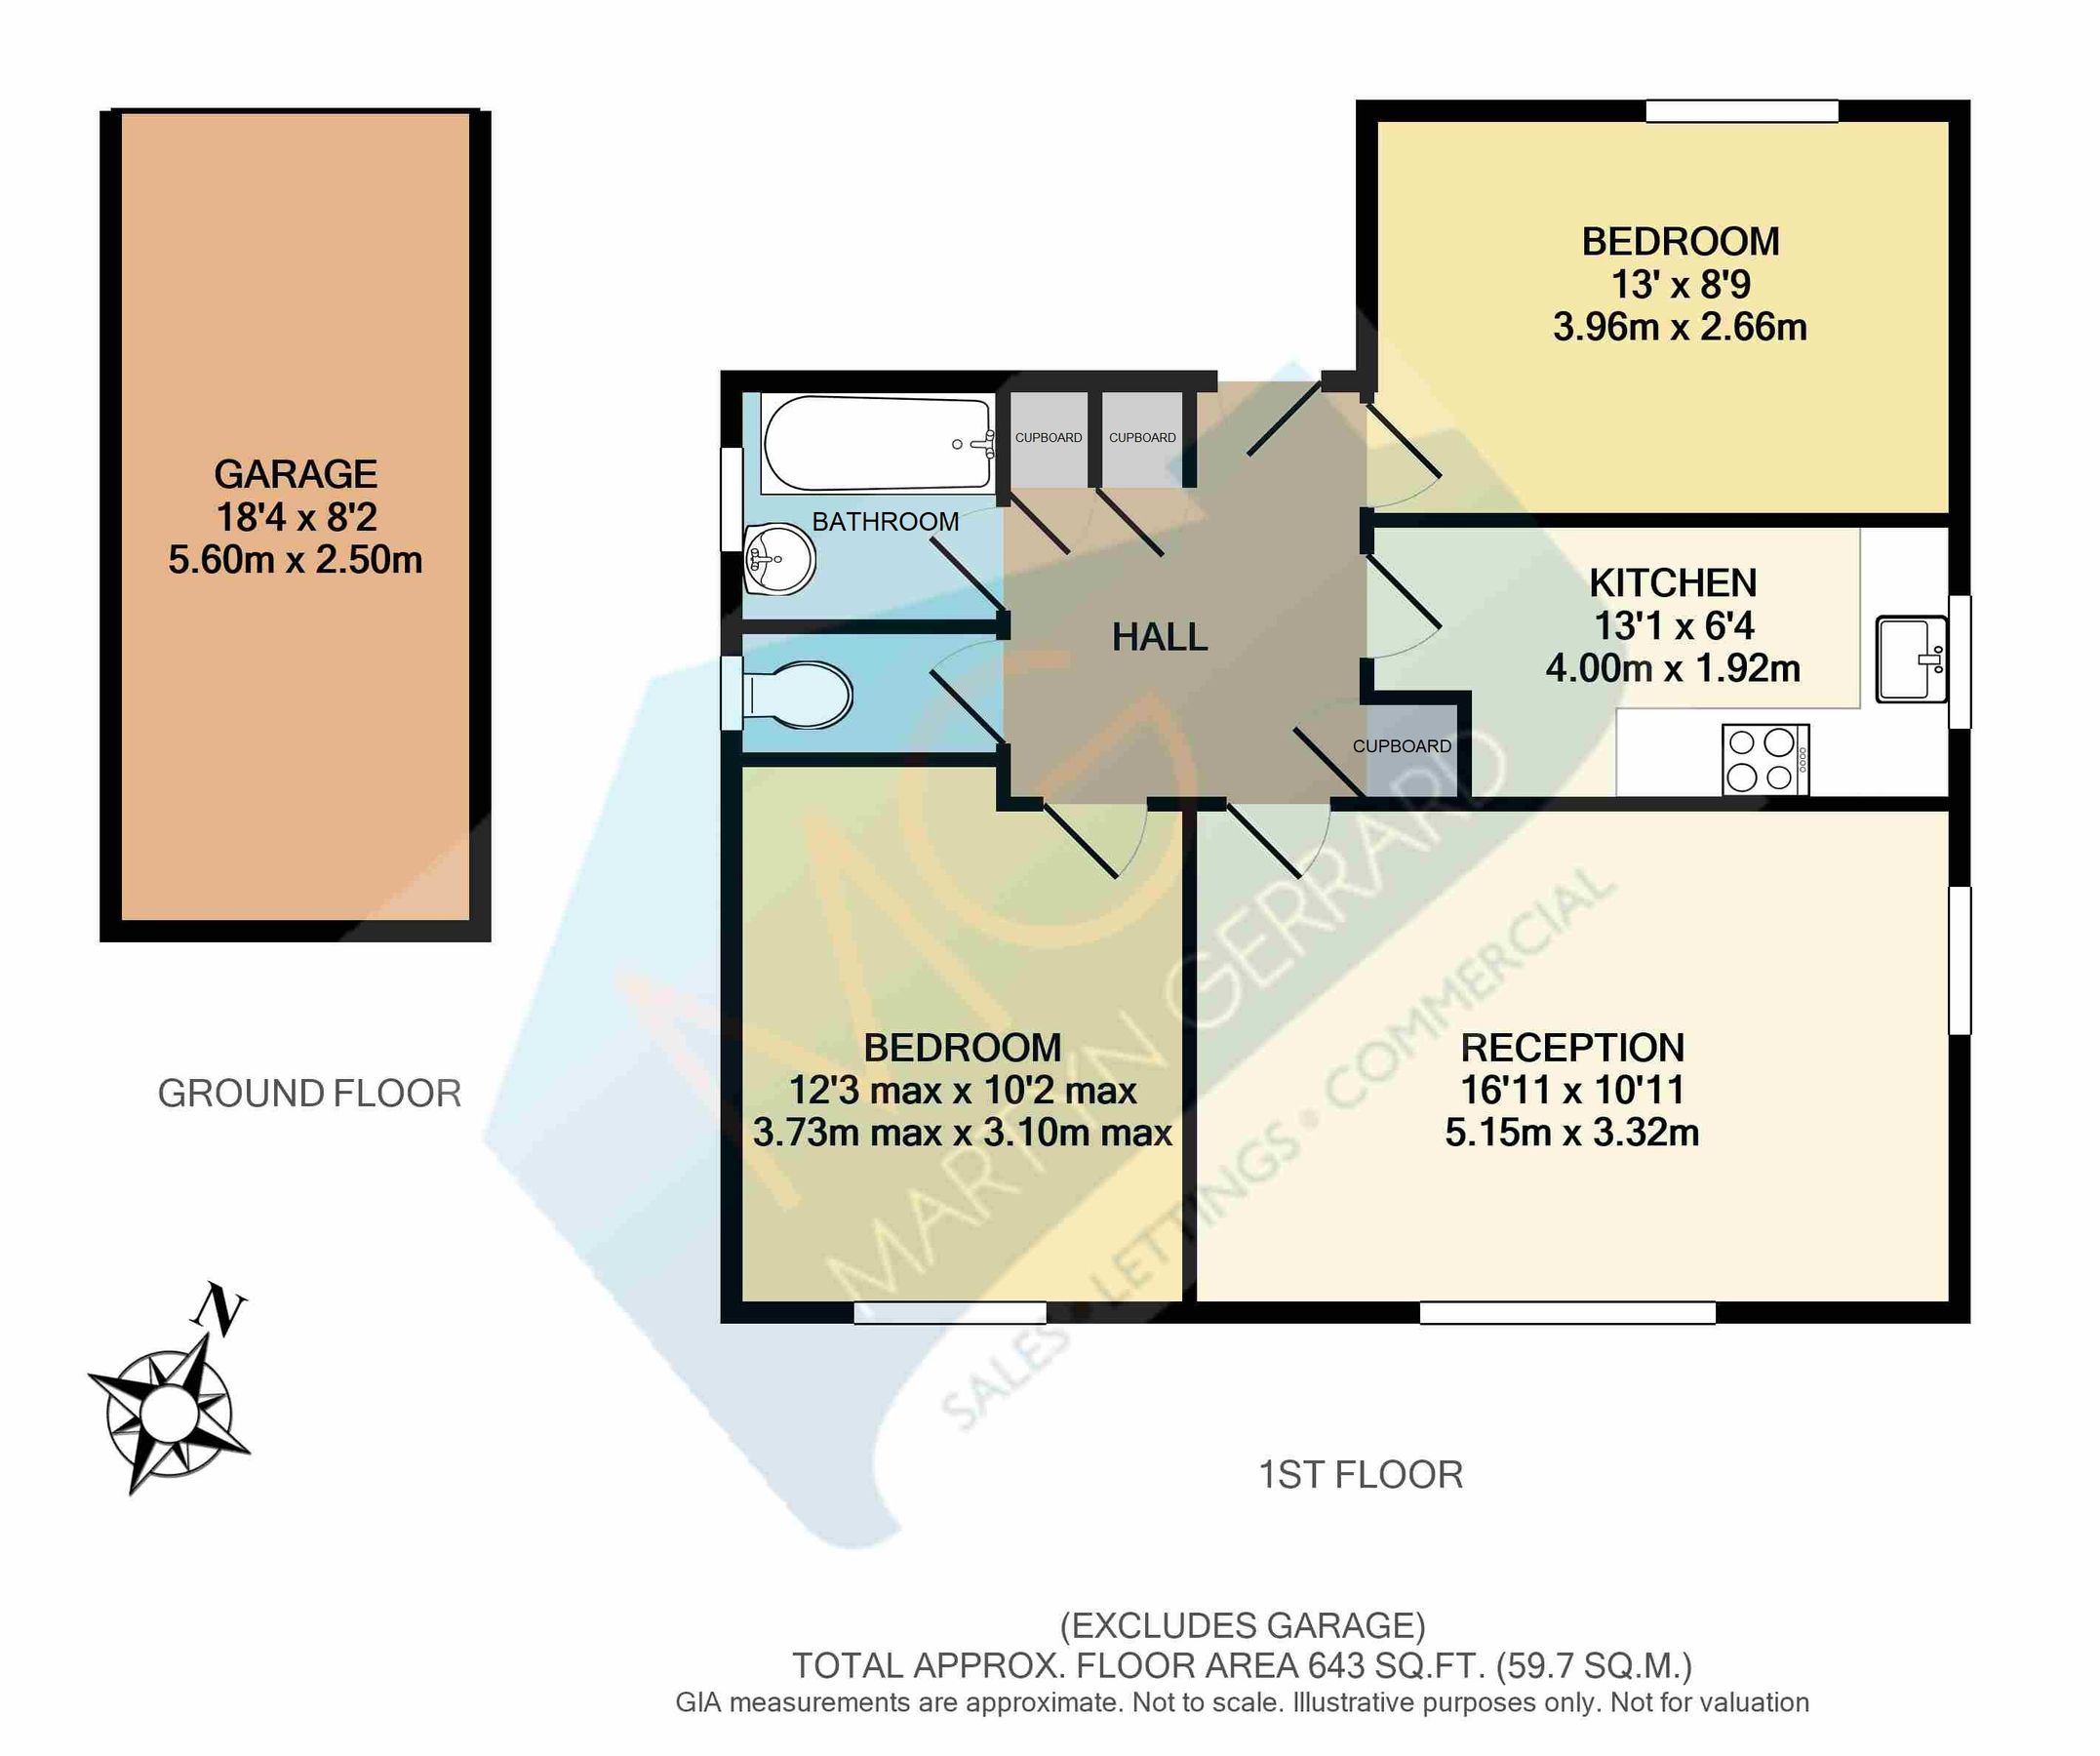 GARAGE
18'4 x 8'2
5.60m x 2.50m
GROUND FLOOR
N
BEDROOM
13' x 8'9
3.96m x 2.66m
CUPBOARD
CUPBOARD
BATHROOM
KITCHEN
13'1 x 6'4
4.00m x 1.92m
HALL
CUPBOARD
BEDROOM
12'3 max x 10'2 max
3.73m max x 3.10m max
RECEPTION
16'11 x 10'11
5.15m x 3.32m
MG
MARTYN GERRARD
SALES • LETTINGS • COMMERCIAL
1ST FLOOR
(EXCLUDES GARAGE)
TOTAL APPROX. FLOOR AREA 643 SQ.FT. (59.7 SQ.M.)
GIA measurements are approximate. Not to scale. Illustrative purposes only. Not for valuation